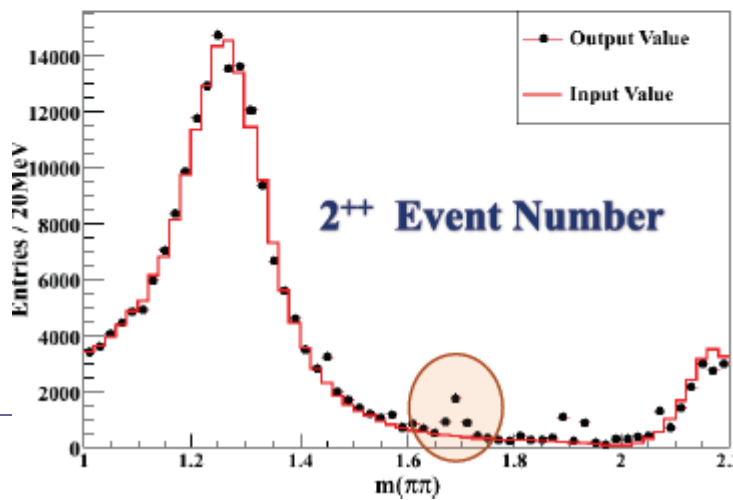 Output Value
Input Value
2++ Event Number
Entries / 20MeV
14000
12000
10000
8000
6000
4000
2000
0
1 1.2 1.4 1.6 1.8 2 2.
m(ππ)